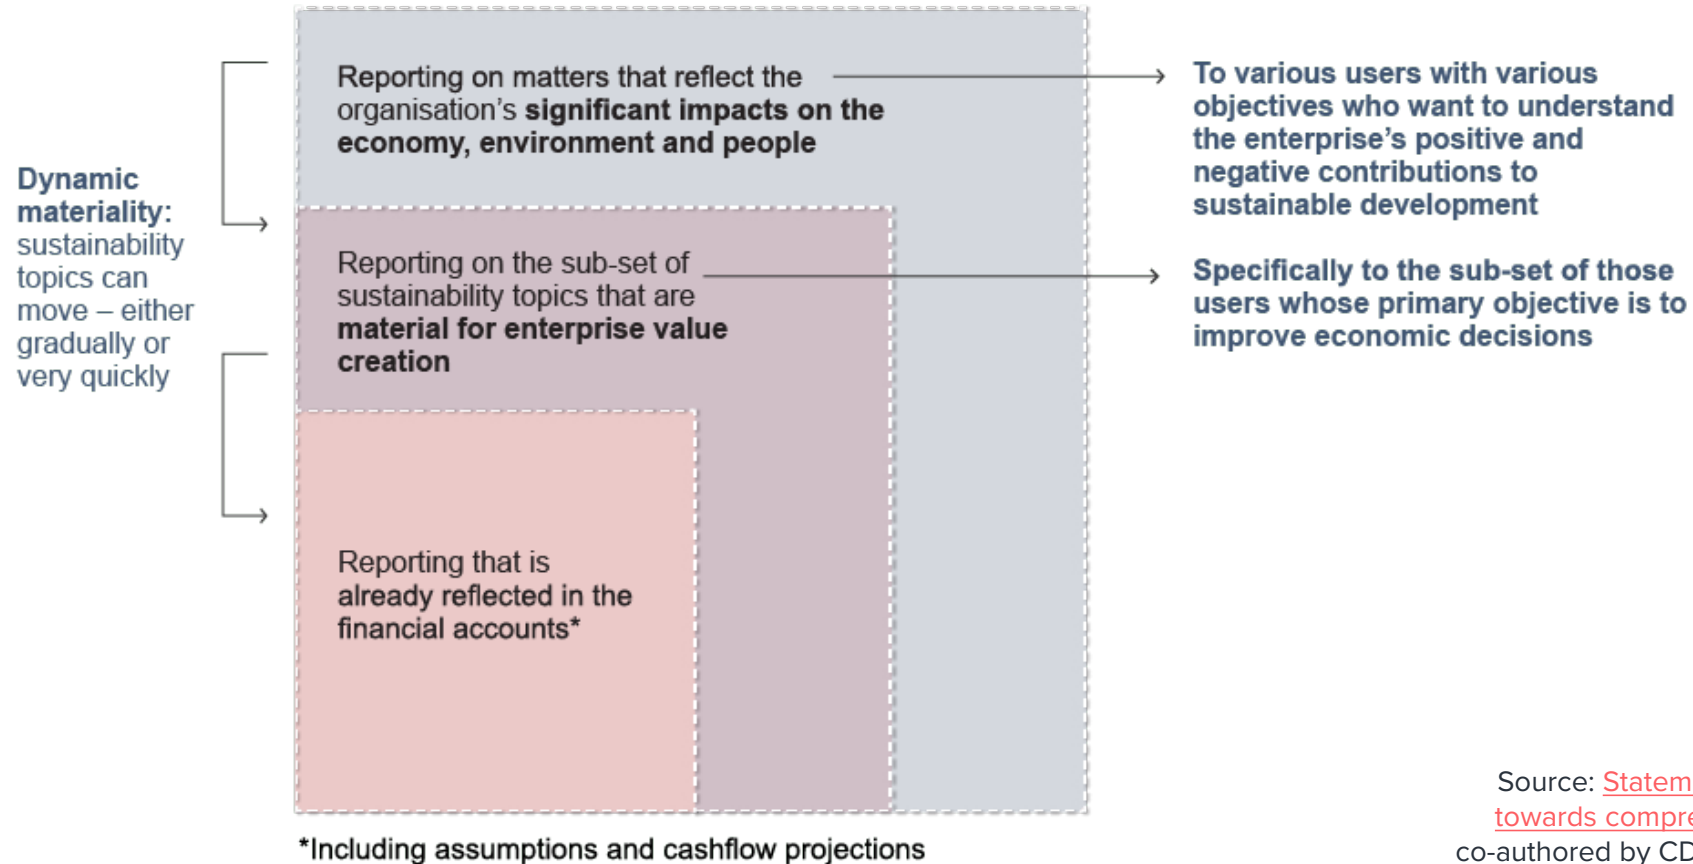 Reporting on matters that reflect the
organisation’s significant impacts on the
economy, environment and people
To various users with various
objectives who want to understand
the enterprise’s positive and
negative contributions to
sustainable development
Dynamic
materiality:
sustainability
topics can
move – either
gradually or
very quickly
Reporting on the sub-set of
sustainability topics that are
material for enterprise value
creation
Specifically to the sub-set of those
users whose primary objective is to
improve economic decisions
Reporting that is
already reflected in the
financial accounts*
*Including assumptions and cashflow projections
Source:
towards
co-authored by